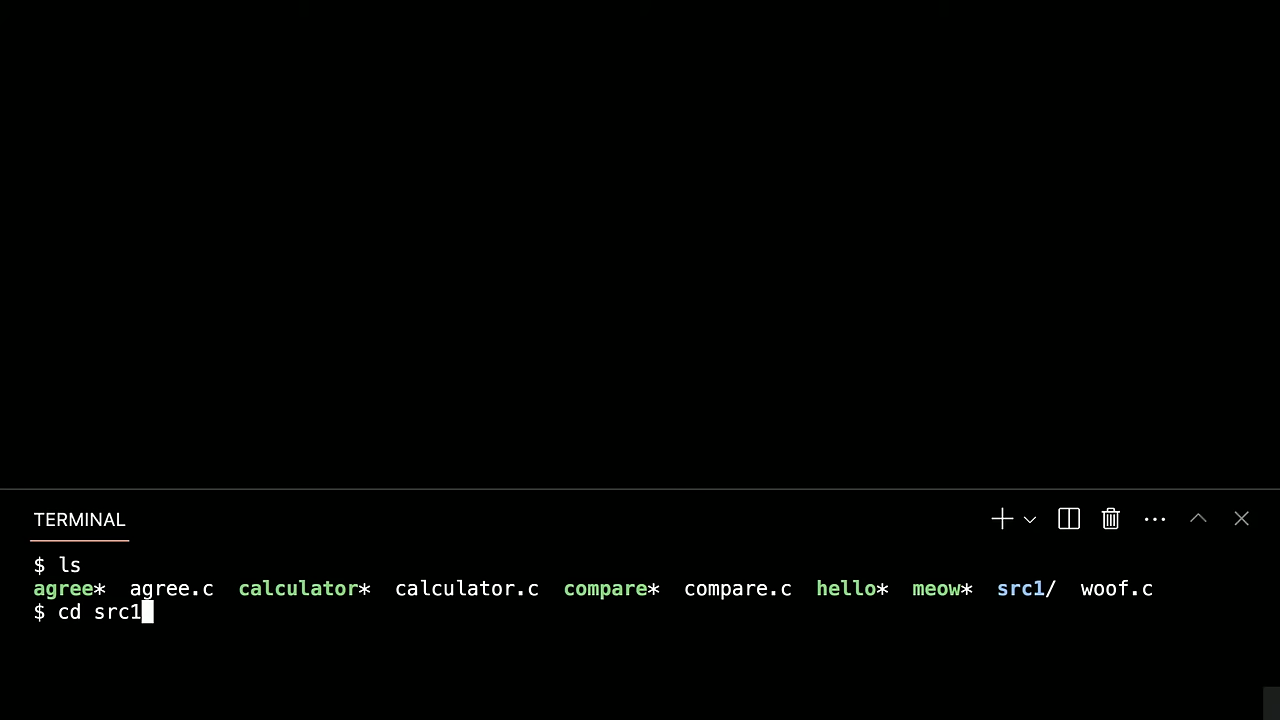 TERMINAL
$ ls
agree* agree.c calculator* calculator.c compare* compare.c hello* meow* src1/ woof.c
$ cd src1